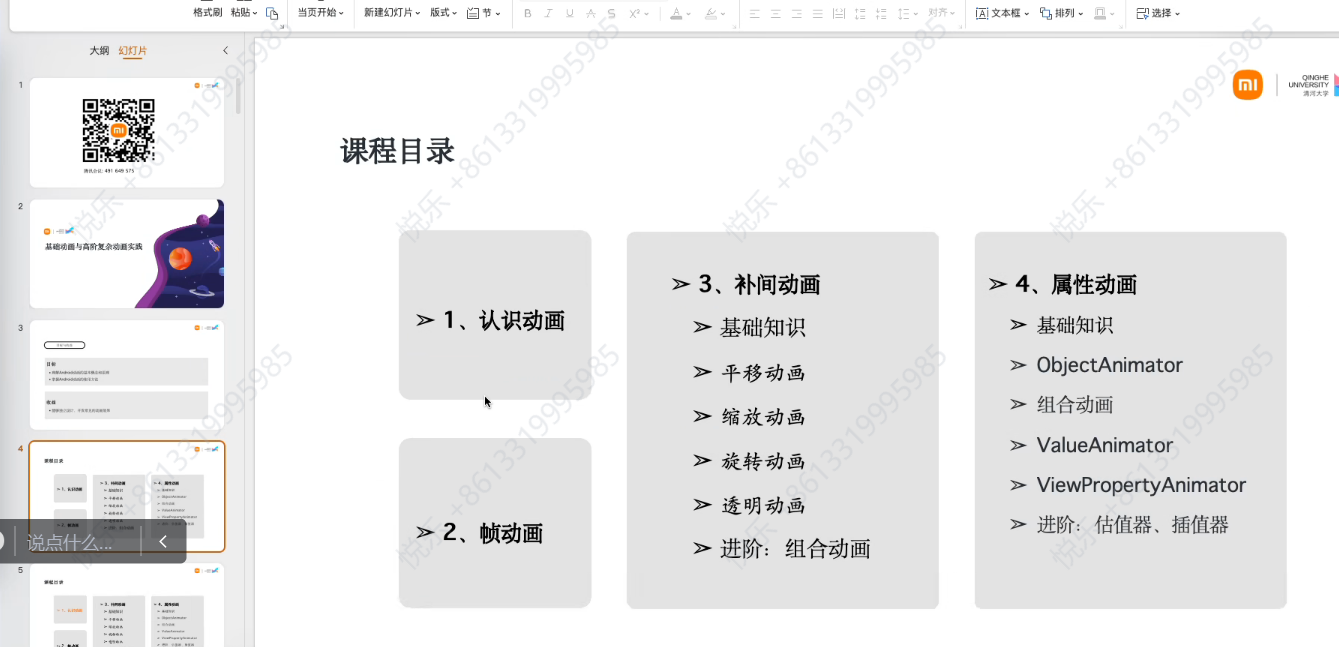 格式刷 粘贴 当页开始 新建幻灯片 版式 节 B I U A S X² A 对齐 文本框 排列 选择
大纲 幻灯片
1
腾讯会议: 491 649 575
2
基础动画与高阶复杂动画实践
3
目标
收获
4
课程目录
说点什么...
5
课程目录
mi
QINGHE
UNIVERSITY
清河大学
课程目录
➢ 1、认识动画
➢ 2、帧动画
➢ 3、补间动画
➢ 基础知识
➢ 平移动画
➢ 缩放动画
➢ 旋转动画
➢ 透明动画
➢ 进阶：组合动画
➢ 4、属性动画
➢ 基础知识
➢ ObjectAnimator
➢ 组合动画
➢ ValueAnimator
➢ ViewPropertyAnimator
➢ 进阶：估值器、插值器
悦乐 +8613319995985